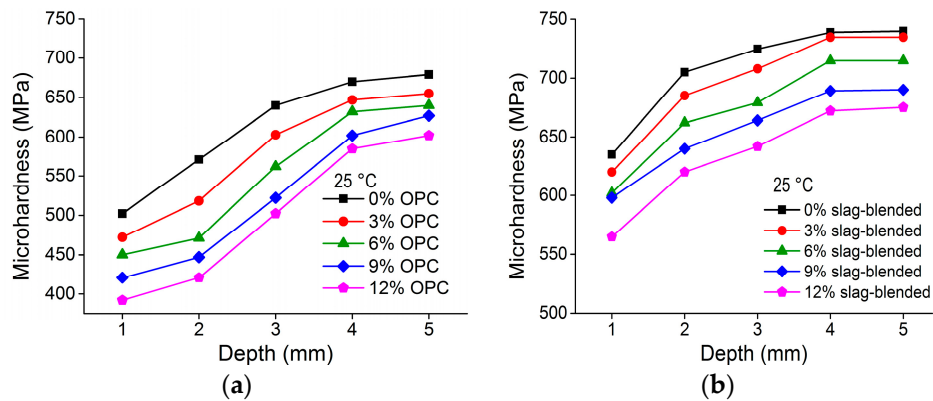 750
700
650
600
550
500
450
400
Microhardness (MPa)
25 °C
0% OPC
3% OPC
6% OPC
9% OPC
12% OPC
1 2 3 4 5
Depth (mm)
(a)
750
700
650
600
550
500
Microhardness (MPa)
25 °C
0% slag-blended
3% slag-blended
6% slag-blended
9% slag-blended
12% slag-blended
1 2 3 4 5
Depth (mm)
(b)